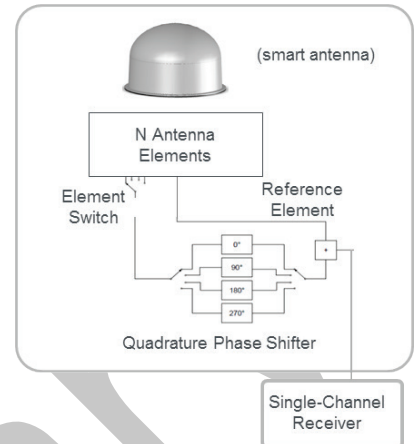 (smart antenna)
N Antenna
Elements
Element
Switch
Reference
Element
0°
90°
180°
270°
Quadrature Phase Shifter
Single-Channel
Receiver